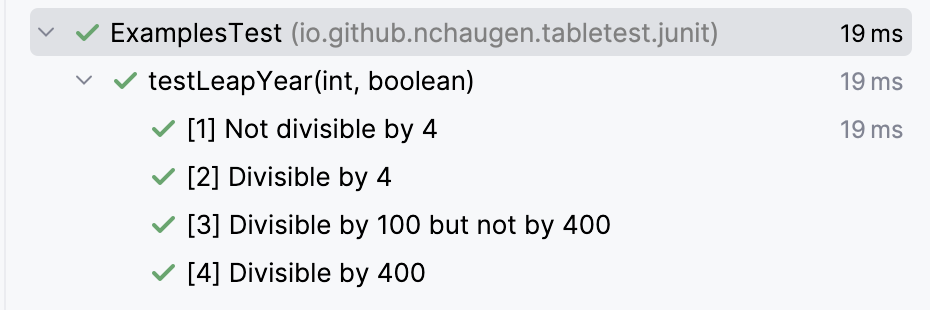 ExamplesTest (io.github.nchaugen.tabletest.junit) 19 ms
testLeapYear(int, boolean) 19 ms
[1] Not divisible by 4 19 ms
[2] Divisible by 4
[3] Divisible by 100 but not by 400
[4] Divisible by 400